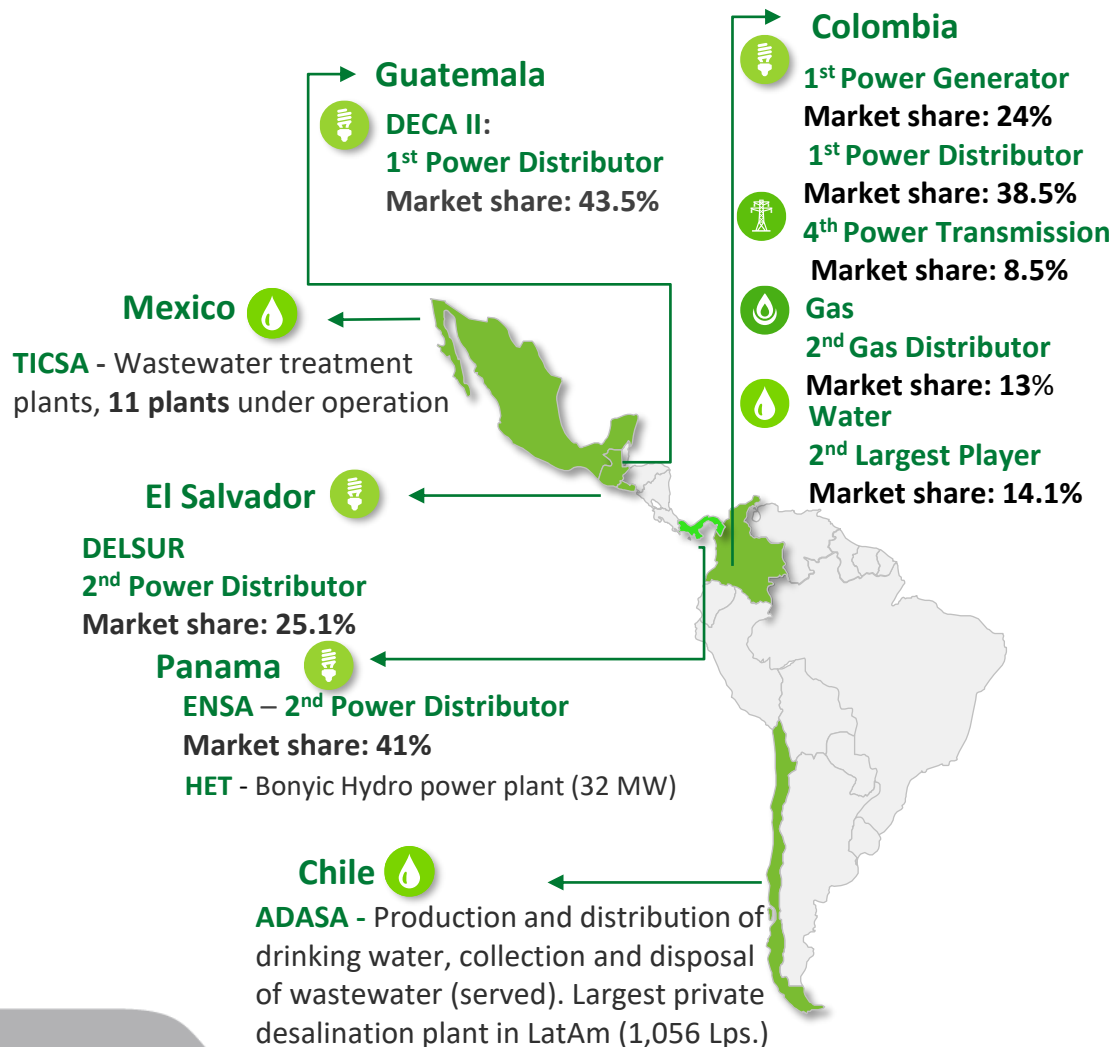 Colombia
1st Power Generator
Market share: 24%
1st Power Distributor
Market share: 38.5%
4th Power Transmission
Market share: 8.5%
Gas
2nd Gas Distributor
Market share: 13%
Water
2nd Largest Player
Market share: 14.1%
Guatemala
DECA II:
1st Power Distributor
Market share: 43.5%
Mexico
TICSA - Wastewater treatment
plants, 11 plants under operation
El Salvador
DELSUR
2nd Power Distributor
Market share: 25.1%
Panama
ENSA – 2nd Power Distributor
Market share: 41%
HET - Bonyic Hydro power plant (32 MW)
Chile
ADASA - Production and distribution of
drinking water, collection and disposal
of wastewater (served). Largest private
desalination plant in LatAm (1,056 Lps.)